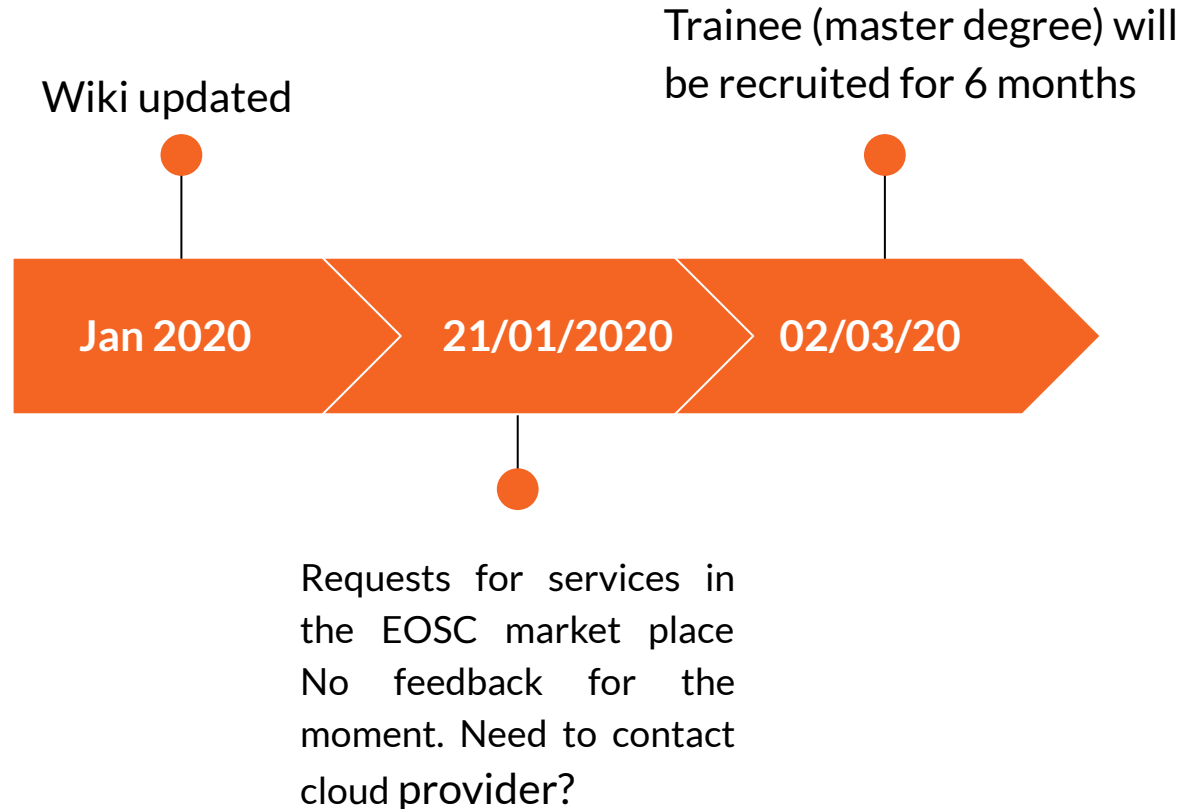 Trainee (master degree) will
be recruited for 6 months
Wiki updated
Jan 2020
21/01/2020
02/03/20
Requests for services in
the EOSC market place
No feedback for the
moment. Need to contact
cloud provider?